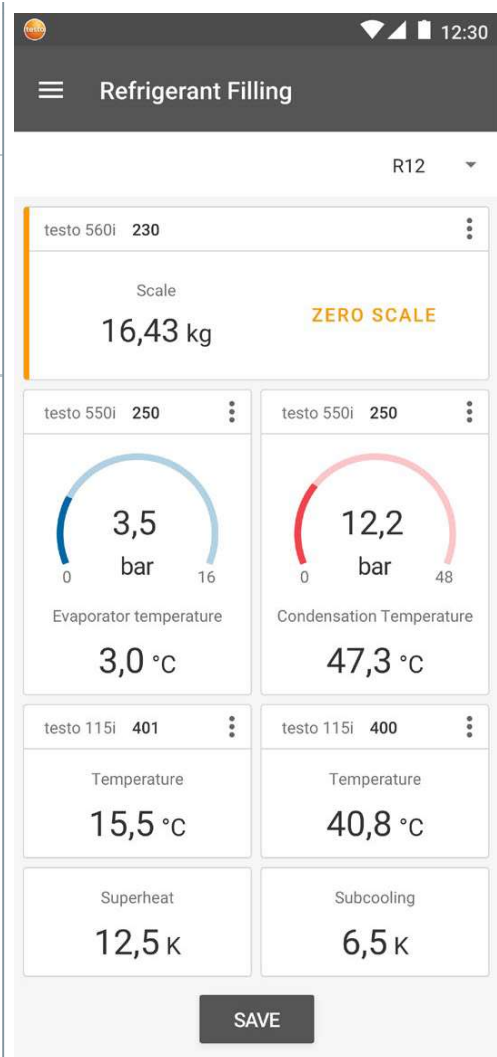 testo
12:30
Refrigerant Filling
R12
testo 560i 230
Scale
16,43 kg
ZERO SCALE
testo 550i 250
3,5
bar
0 16
Evaporator temperature
3,0 °C
testo 550i 250
12,2
bar
0 48
Condensation Temperature
47,3 °C
testo 115i 401
Temperature
15,5 °C
testo 115i 400
Temperature
40,8 °C
Superheat
12,5 K
Subcooling
6,5 K
SAVE